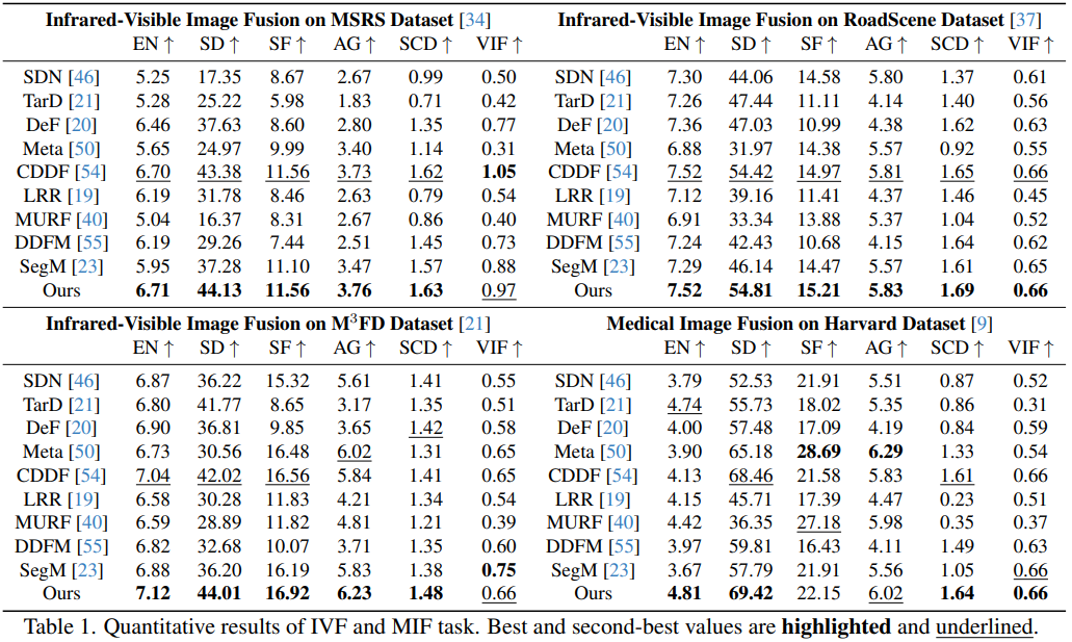 Infrared-Visible Image Fusion on MSRS Dataset [34] Infrared-Visible Image Fusion on RoadScene Dataset [37]
EN ↑ SD ↑ SF ↑ AG ↑ SCD ↑ VIF ↑ EN ↑ SD ↑ SF ↑ AG ↑ SCD ↑ VIF ↑
SDN [46] 5.25 17.35 8.67 2.67 0.99 0.50 SDN [46] 7.30 44.06 14.58 5.80 1.37 0.61
TarD [21] 5.28 25.22 5.98 1.83 0.71 0.42 TarD [21] 7.26 47.44 11.11 4.14 1.40 0.56
DeF [20] 6.46 37.63 8.60 2.80 1.35 0.77 DeF [20] 7.36 47.03 10.99 4.38 1.62 0.63
Meta [50] 5.65 24.97 9.99 3.40 1.14 0.31 Meta [50] 6.88 31.97 14.38 5.57 0.92 0.55
CDDF [54] 6.70 43.38 11.56 3.73 1.62 1.05 CDDF [54] 7.52 54.42 14.97 5.81 1.65 0.66
LRR [19] 6.19 31.78 8.46 2.63 0.79 0.54 LRR [19] 7.12 39.16 11.41 4.37 1.46 0.45
MURF [40] 5.04 16.37 8.31 2.67 0.86 0.40 MURF [40] 6.91 33.34 13.88 5.37 1.04 0.52
DDFM [55] 6.19 29.26 7.44 2.51 1.45 0.73 DDFM [55] 7.24 42.43 10.68 4.15 1.64 0.62
SegM [23] 5.95 37.28 11.10 3.47 1.57 0.88 SegM [23] 7.29 46.14 14.47 5.57 1.61 0.65
Ours 6.71 44.13 11.56 3.76 1.63 0.97 Ours 7.52 54.81 15.21 5.83 1.69 0.66
Infrared-Visible Image Fusion on M³FD Dataset [21] Medical Image Fusion on Harvard Dataset [9]
EN ↑ SD ↑ SF ↑ AG ↑ SCD ↑ VIF ↑ EN ↑ SD ↑ SF ↑ AG ↑ SCD ↑ VIF ↑
SDN [46] 6.87 36.22 15.32 5.61 1.41 0.55 SDN [46] 3.79 52.53 21.91 5.51 0.87 0.52
TarD [21] 6.80 41.77 8.65 3.17 1.35 0.51 TarD [21] 4.74 55.73 18.02 5.35 0.86 0.31
DeF [20] 6.90 36.81 9.85 3.65 1.42 0.58 DeF [20] 4.00 57.48 17.09 4.19 0.84 0.59
Meta [50] 6.73 30.56 16.48 6.02 1.31 0.65 Meta [50] 3.90 65.18 28.69 6.29 1.33 0.54
CDDF [54] 7.04 42.02 16.56 5.84 1.41 0.65 CDDF [54] 4.13 68.46 21.58 5.83 1.61 0.66
LRR [19] 6.58 30.28 11.83 4.21 1.34 0.54 LRR [19] 4.15 45.71 17.39 4.47 0.23 0.51
MURF [40] 6.59 28.89 11.82 4.81 1.21 0.39 MURF [40] 4.42 36.35 27.18 5.98 0.35 0.37
DDFM [55] 6.82 32.68 10.07 3.71 1.35 0.60 DDFM [55] 3.97 59.81 16.43 4.11 1.49 0.63
SegM [23] 6.88 36.20 16.19 5.83 1.38 0.75 SegM [23] 3.67 57.79 21.91 5.56 1.05 0.66
Ours 7.12 44.01 16.92 6.23 1.48 0.66 Ours 4.81 69.42 22.15 6.02 1.64 0.66
Table 1. Quantitative results of IVF and MIF task. Best and second-best values are highlighted and underlined.